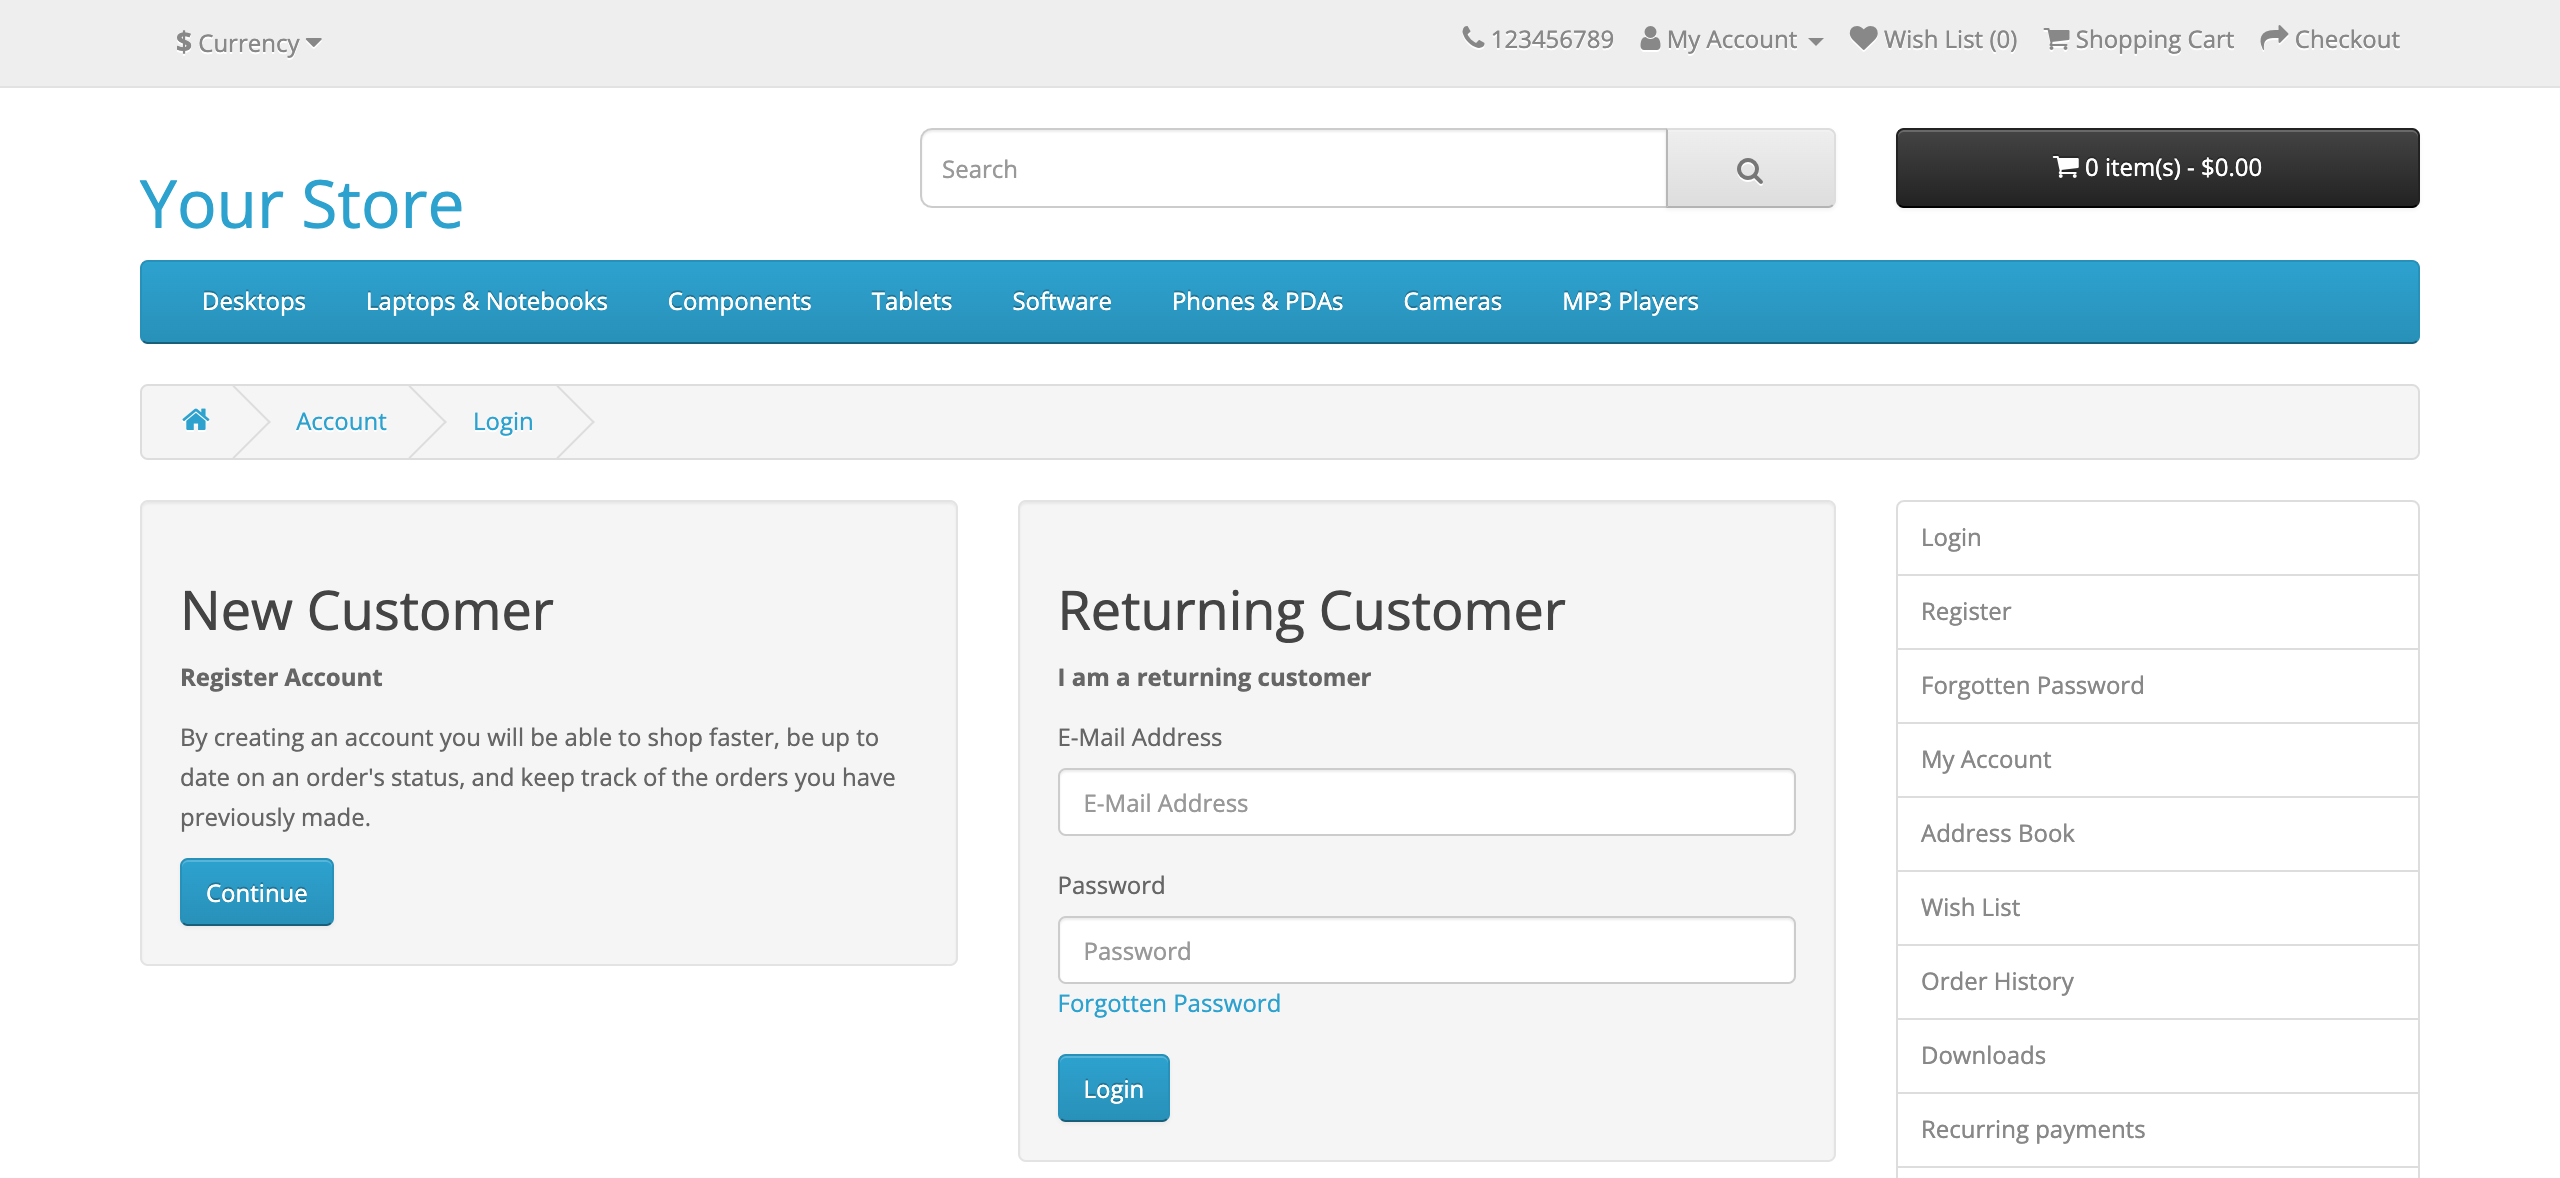 $ Currency
123456789 My Account Wish List (0) Shopping Cart Checkout
Your Store
Search
0 item(s) - $0.00
Desktops Laptops & Notebooks Components Tablets Software Phones & PDAs Cameras MP3 Players
Account Login
New Customer
Register Account
By creating an account you will be able to shop faster, be up to
date on an order's status, and keep track of the orders you have
previously made.
Continue
Returning Customer
I am a returning customer
E-Mail Address
E-Mail Address
Password
Password
Forgotten Password
Login
Login
Register
Forgotten Password
My Account
Address Book
Wish List
Order History
Downloads
Recurring payments